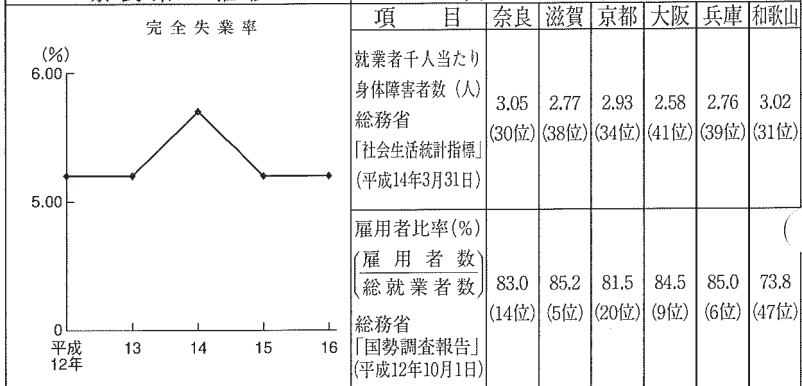 完全失業率
(%)
6.00
5.00
0
平成
12年
13
14
15
16
項 目 奈良 滋賀 京都 大阪 兵庫 和歌山
就業者千人当たり
身体障害者数（人）
総務省
「社会生活統計指標」
(平成14年3月31日)
3.05 2.77 2.93 2.58 2.76 3.02
(30位) (38位) (34位) (41位) (39位) (31位)
雇用者比率(%)
(雇用者数
総就業者数)
総務省
「国勢調査報告」
(平成12年10月1日)
83.0 85.2 81.5 84.5 85.0 73.8
(14位) (5位) (20位) (9位) (6位) (47位)